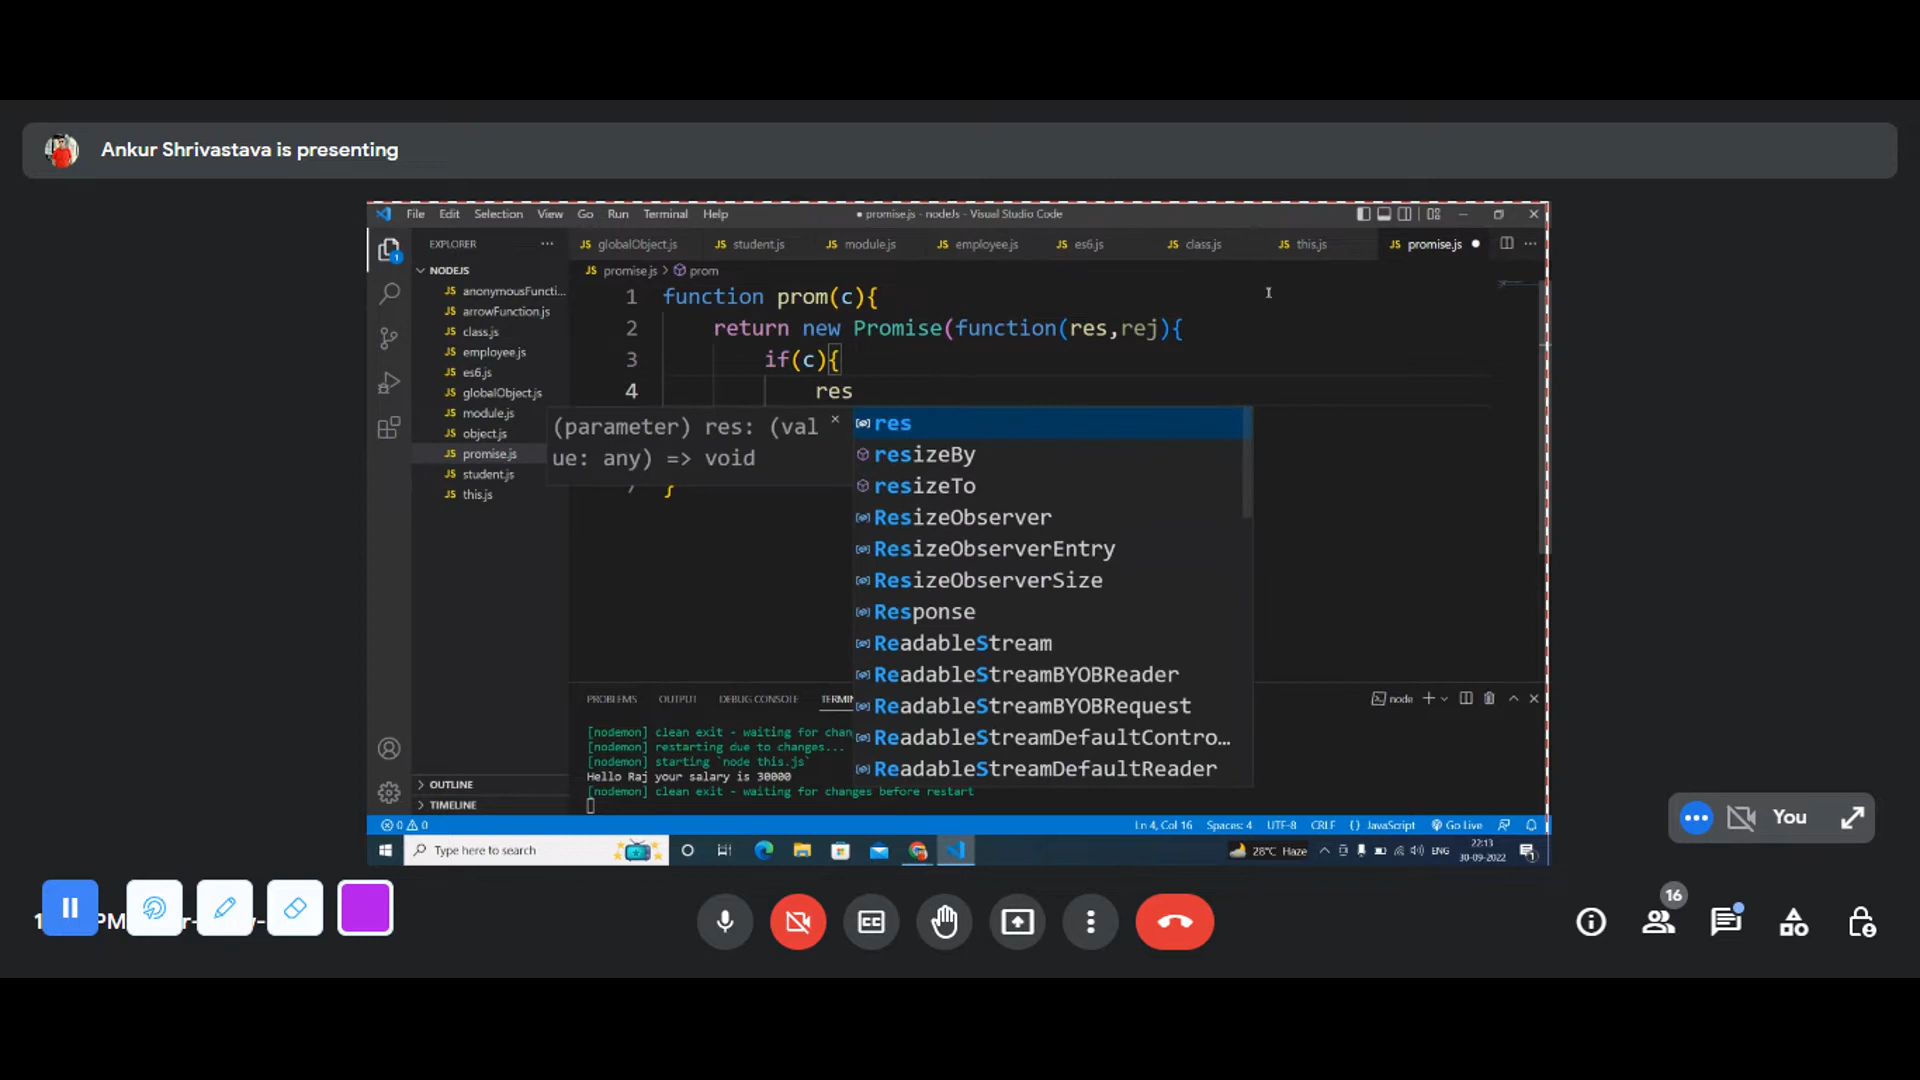 Ankur Shrivastava is presenting
File Edit Selection View Go Run Terminal Help
● promise.js - nodeJs - Visual Studio Code
EXPLORER
JS globalObject.js JS student.js JS module.js JS employee.js JS es6.js JS class.js JS this.js JS promise.js
NODEJS
JS promise.js > prom
JS anonymousFuncti...
JS arrowFunction.js
JS class.js
JS employee.js
JS es6.js
JS globalObject.js
JS module.js
JS object.js
JS promise.js
JS student.js
JS this.js
1 function prom(c){
2 return new Promise(function(res,rej){
3 if(c){
4 res
(parameter) res: (val
ue: any) => void
7 }
res
resizeBy
resizeTo
ResizeObserver
ResizeObserverEntry
ResizeObserverSize
Response
ReadableStream
ReadableStreamBYOBReader
ReadableStreamBYOBRequest
ReadableStreamDefaultContro...
ReadableStreamDefaultReader
PROBLEMS OUTPUT DEBUG CONSOLE node
[nodemon] clean exit - waiting for
[nodemon] restarting due to changes...
[nodemon] starting `node this.js`
Hello Raj your salary is 30000
[nodemon] clean exit - waiting for changes before restart
OUTLINE
TIMELINE
1
0 0 Ln 4, Col 16 Spaces: 4 UTF-8 CRLF {} JavaScript Go Live
Type here to search
28°C Haze ENG 22:13
30-09-2022
1
You
CC
16